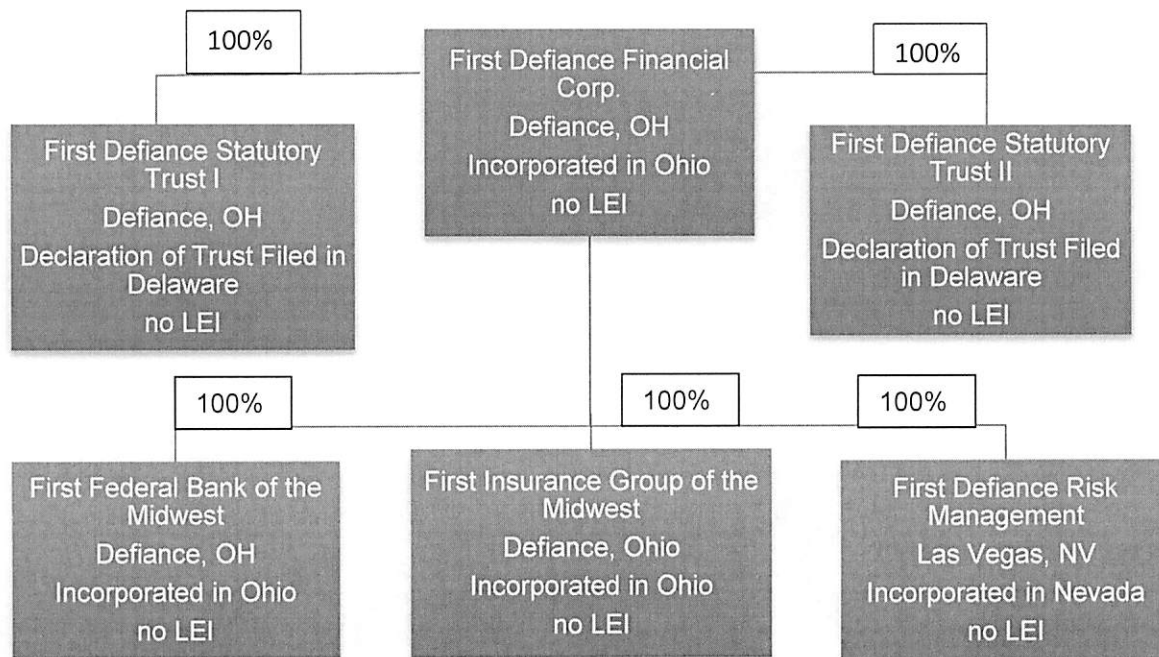 100%
First Defiance Financial
Corp.
Defiance, OH
Incorporated in Ohio
no LEI
100%
First Defiance Statutory
Trust I
Defiance, OH
Declaration of Trust Filed in
Delaware
no LEI
First Defiance Statutory
Trust II
Defiance, OH
Declaration of Trust Filed
in Delaware
no LEI
100%
100%
100%
First Federal Bank of the
Midwest
Defiance, OH
Incorporated in Ohio
no LEI
First Insurance Group of the
Midwest
Defiance, Ohio
Incorporated in Ohio
no LEI
First Defiance Risk
Management
Las Vegas, NV
Incorporated in Nevada
no LEI